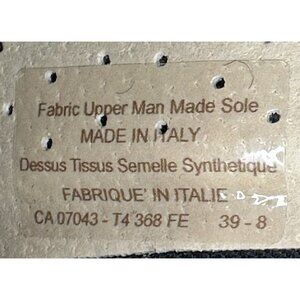 Fabric Upper Man Made Sole
MADE IN ITALY
Dessus Tissus Semelle Synthetique
FABRIQUE' IN ITALIE
CA 07043 - T4 368 FE 39 - 8